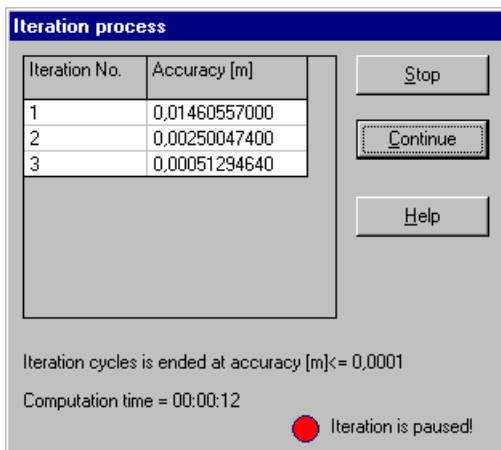 Iteration process
Iteration No. Accuracy [m]
1 0,01460557000
2 0,00250047400
3 0,00051294640
Stop
Continue
Help
Iteration cycles is ended at accuracy [m]<= 0,0001
Computation time = 00:00:12
Iteration is paused!